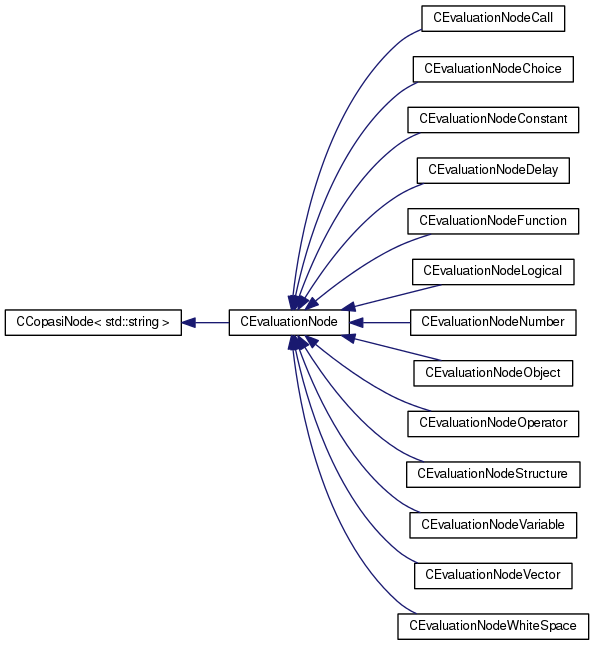 CEvaluationNodeCall
CEvaluationNodeChoice
CEvaluationNodeConstant
CEvaluationNodeDelay
CEvaluationNodeFunction
CEvaluationNodeLogical
CCopasiNode< std::string >
CEvaluationNode
CEvaluationNodeNumber
CEvaluationNodeObject
CEvaluationNodeOperator
CEvaluationNodeStructure
CEvaluationNodeVariable
CEvaluationNodeVector
CEvaluationNodeWhiteSpace